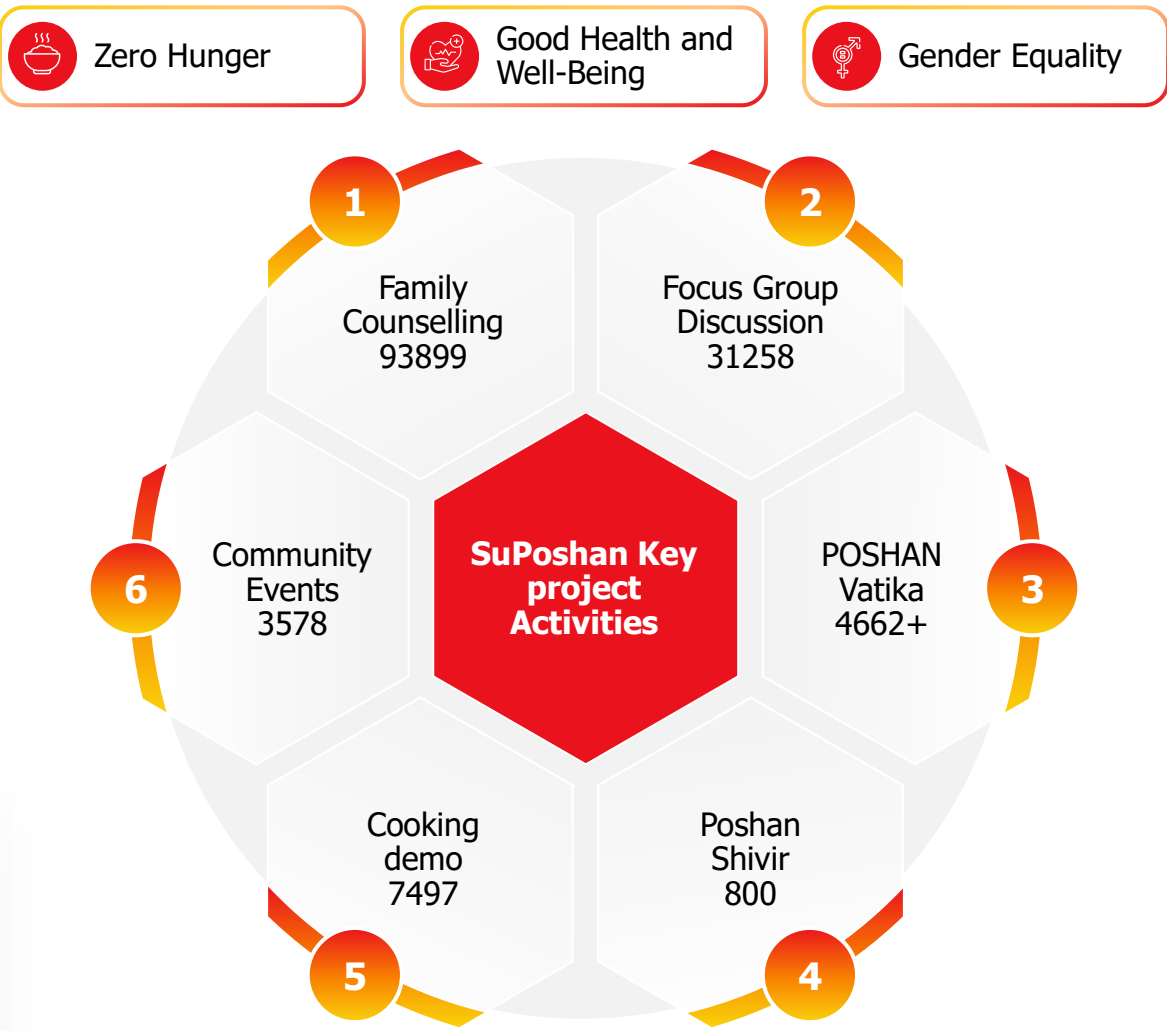 Zero Hunger
Good Health and
Well-Being
Gender Equality
1
Family
Counselling
93899
2
Focus Group
Discussion
31258
3
POSHAN
Vatika
4662+
4
Poshan
Shivir
800
5
Cooking
demo
7497
6
Community
Events
3578
SuPoshan Key
project
Activities